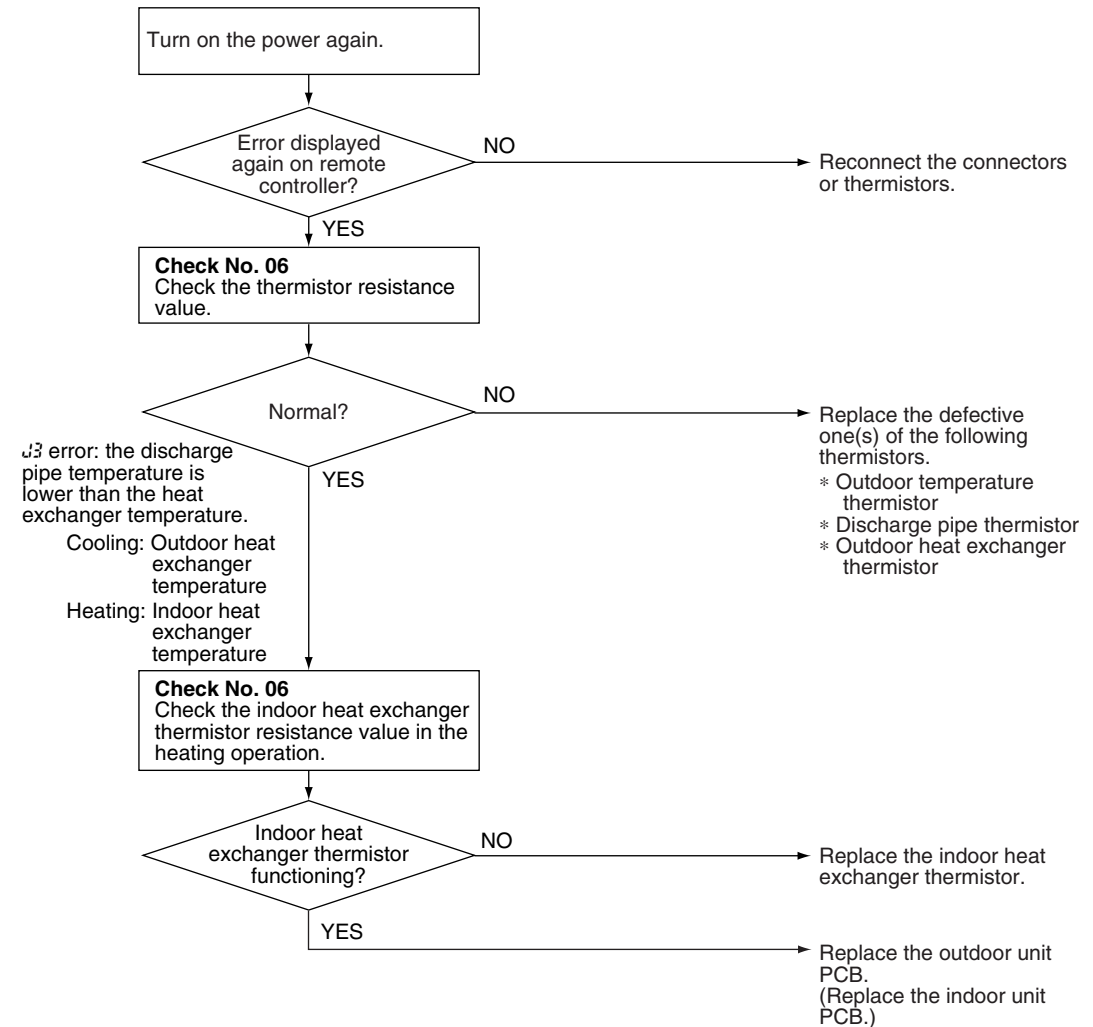 Turn on the power again.
Error displayed
again on remote
controller?
NO
Reconnect the connectors
or thermistors.
YES
Check No. 06
Check the thermistor resistance
value.
Normal?
NO
Replace the defective
one(s) of the following
thermistors.
* Outdoor temperature
thermistor
* Discharge pipe thermistor
* Outdoor heat exchanger
thermistor
YES
J3 error: the discharge
pipe temperature is
lower than the heat
exchanger temperature.
Cooling: Outdoor heat
exchanger
temperature
Heating: Indoor heat
exchanger
temperature
Check No. 06
Check the indoor heat exchanger
thermistor resistance value in the
heating operation.
Indoor heat
exchanger thermistor
functioning?
NO
Replace the indoor heat
exchanger thermistor.
YES
Replace the outdoor unit
PCB.
(Replace the indoor unit
PCB.)